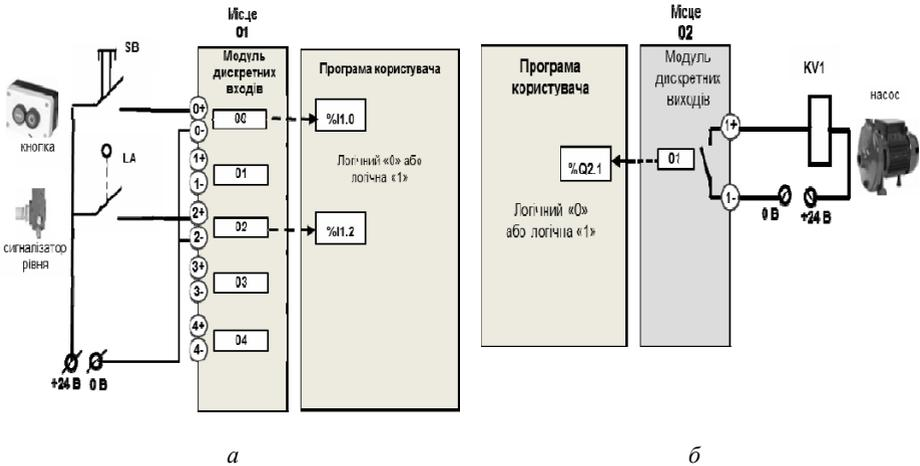 Місце
01
SB
Модуль
дискретних
входів
Програма користувача
0+
0-
00
%I1.0
кнопка
LA
1+
1-
01
Логічний «0» або
логічна «1»
2+
2-
02
%I1.2
сигналізатор
рівня
3+
3-
03
4+
4-
04
+24 В
0 В
а
Місце
02
Програма
користувача
Модуль
дискретних
виходів
KV1
насос
1+
%Q2.1
01
1-
0 В
+24 В
Логічний «0»
або логічна «1»
б